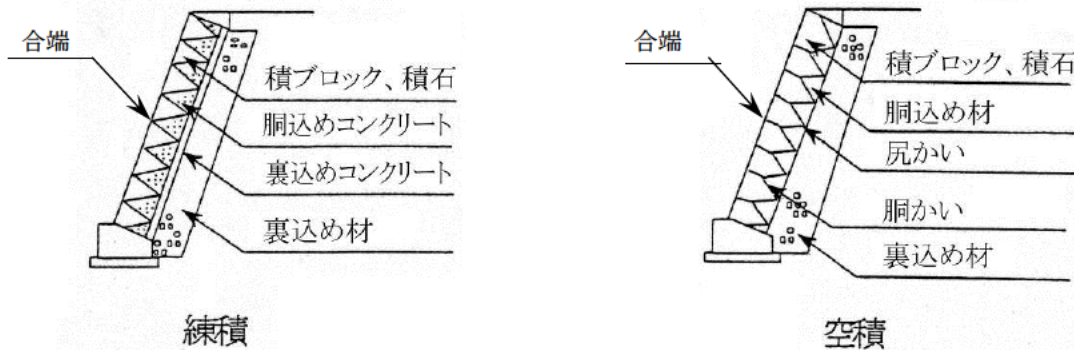 合端
積ブロック、積石
胴込めコンクリート
裏込めコンクリート
裏込め材
練積
合端
積ブロック、積石
胴込め材
尻かい
胴かい
裏込め材
空積